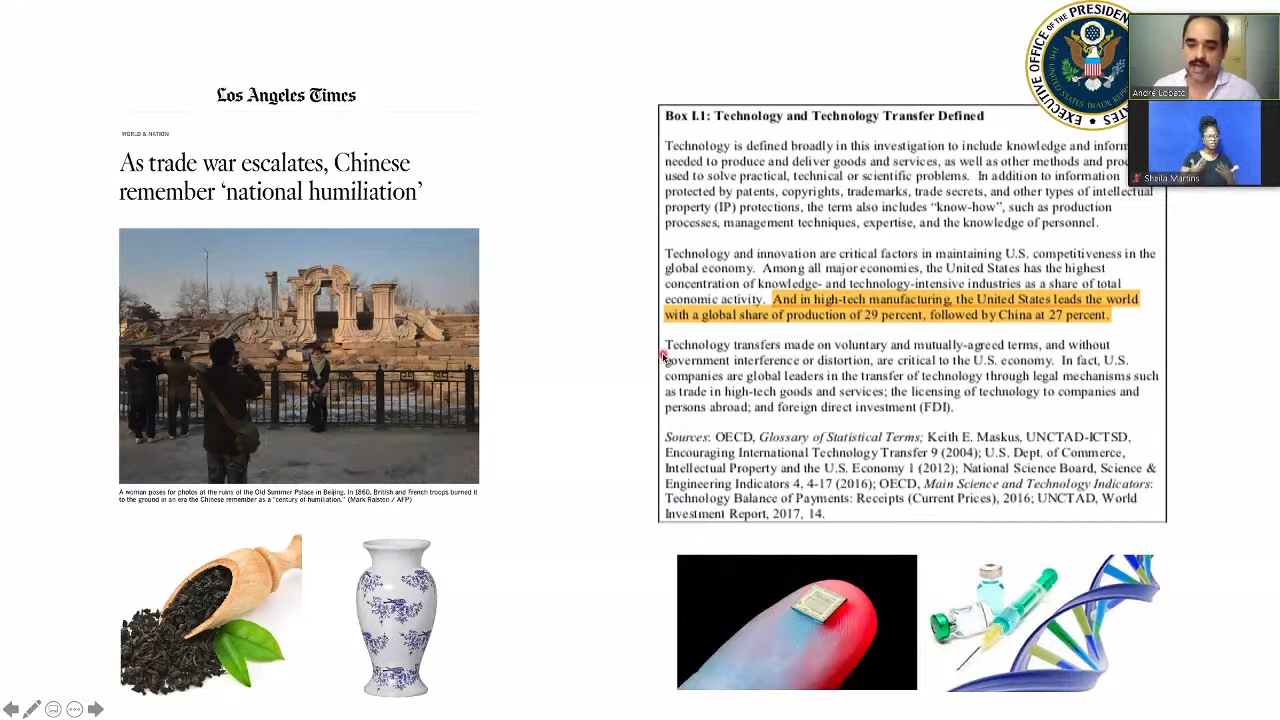 Los Angeles Times
WORLD & NATION
As trade war escalates, Chinese
remember ‘national humiliation’
A woman poses for photos at the ruins of the Old Summer Palace in Beijing. In 1860, British and French troops burned it
to the ground in an era the Chinese remember as a "century of humiliation." (Mark Ralston / AFP)
EXECUTIVE OFFICE OF THE PRESIDEN
UNITED STATES TRADE REP
Box I.1: Technology and Technology Transfer Defined
Technology is defined broadly in this investigation to include knowledge and inform
needed to produce and deliver goods and services, as well as other methods and pro
used to solve practical, technical or scientific problems. In addition to information
protected by patents, copyrights, trademarks, trade secrets, and other types of intellectual
property (IP) protections, the term also includes “know-how”, such as production
processes, management techniques, expertise, and the knowledge of personnel.
Technology and innovation are critical factors in maintaining U.S. competitiveness in the
global economy. Among all major economies, the United States has the highest
concentration of knowledge- and technology-intensive industries as a share of total
economic activity. And in high-tech manufacturing, the United States leads the world
with a global share of production of 29 percent, followed by China at 27 percent.
Technology transfers made on voluntary and mutually-agreed terms, and without
government interference or distortion, are critical to the U.S. economy. In fact, U.S.
companies are global leaders in the transfer of technology through legal mechanisms such
as trade in high-tech goods and services; the licensing of technology to companies and
persons abroad; and foreign direct investment (FDI).
Sources: OECD, Glossary of Statistical Terms; Keith E. Maskus, UNCTAD-ICTSD,
Encouraging International Technology Transfer 9 (2004); U.S. Dept. of Commerce,
Intellectual Property and the U.S. Economy 1 (2012); National Science Board, Science &
Engineering Indicators 4, 4-17 (2016); OECD, Main Science and Technology Indicators:
Technology Balance of Payments: Receipts (Current Prices), 2016; UNCTAD, World
Investment Report, 2017, 14.
André Lobato
Sheila Martins